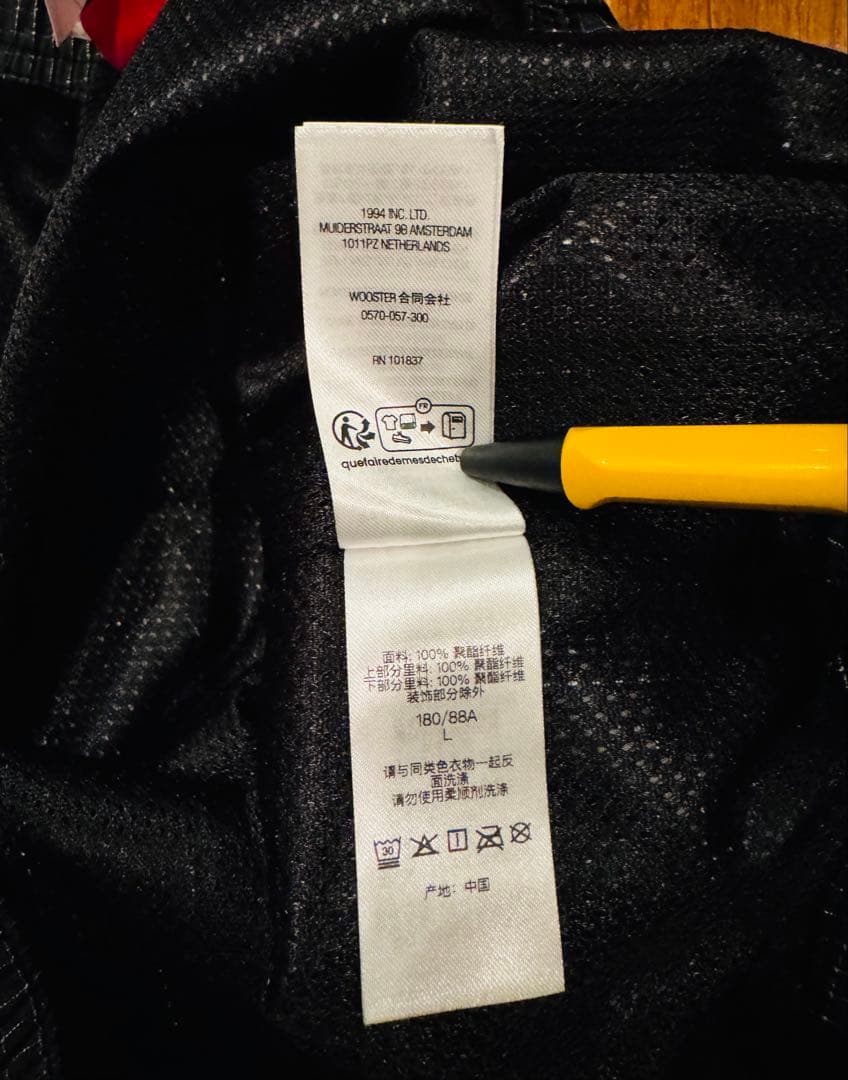 1994 INC. LTD.
MUIDERSTRAAT 9B AMSTERDAM
1011PZ NETHERLANDS
WOOSTER 合同会社
0570-057-300
RN 101837
FR
quefairedemesdechets
面料: 100% 聚酯纤维
上部分里料: 100% 聚酯纤维
下部分里料: 100% 聚酯纤维
装饰部分除外
180/88A
L
请与同类色衣物一起反
面洗涤
请勿使用柔顺剂洗涤
30
产地: 中国